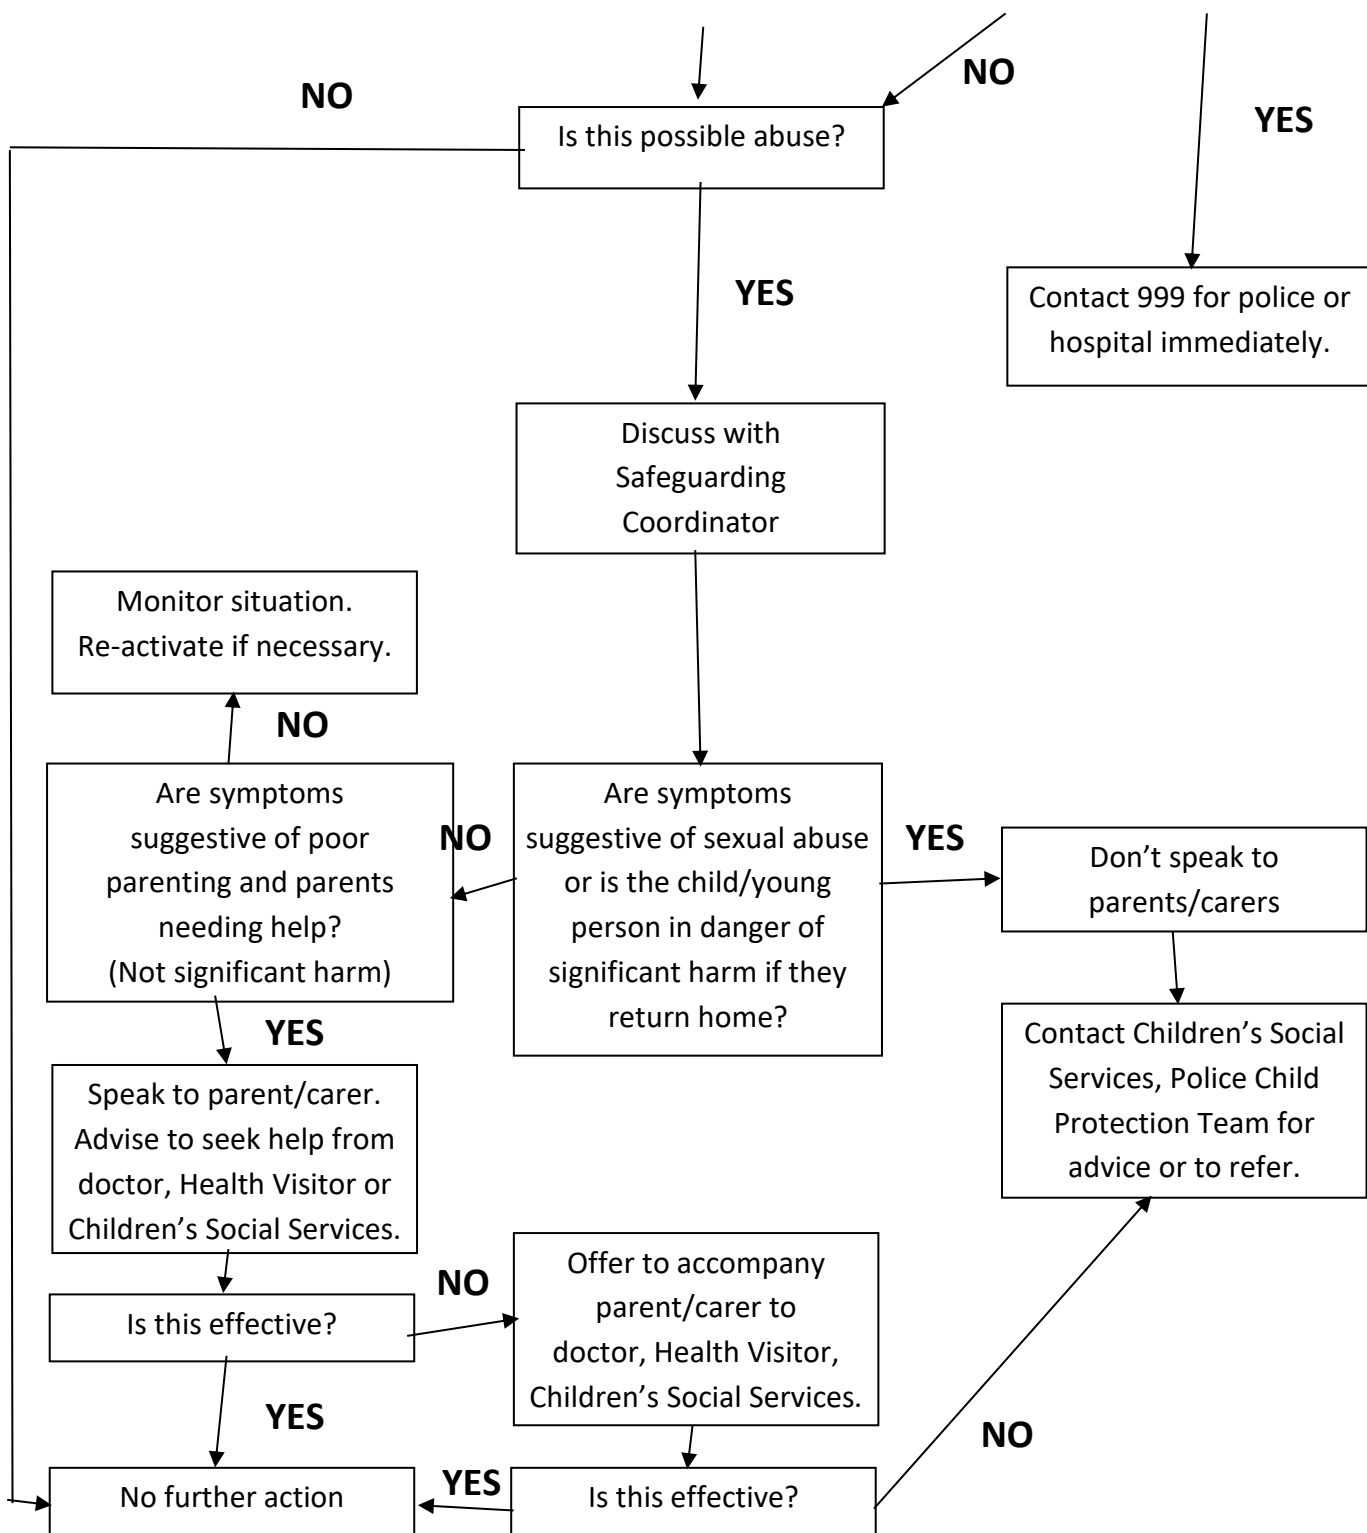 NO
NO
YES
Is this possible abuse?
YES
Contact 999 for police or
hospital immediately.
Discuss with
Safeguarding
Coordinator
Monitor situation.
Re-activate if necessary.
NO
Are symptoms
suggestive of poor
parenting and parents
needing help?
(Not significant harm)
NO
Are symptoms
suggestive of sexual abuse
or is the child/young
person in danger of
significant harm if they
return home?
YES
Don’t speak to
parents/carers
YES
Contact Children’s Social
Services, Police Child
Protection Team for
advice or to refer.
Speak to parent/carer.
Advise to seek help from
doctor, Health Visitor or
Children’s Social Services.
NO
Offer to accompany
parent/carer to
doctor, Health Visitor,
Children’s Social Services.
Is this effective?
YES
NO
No further action
YES
Is this effective?